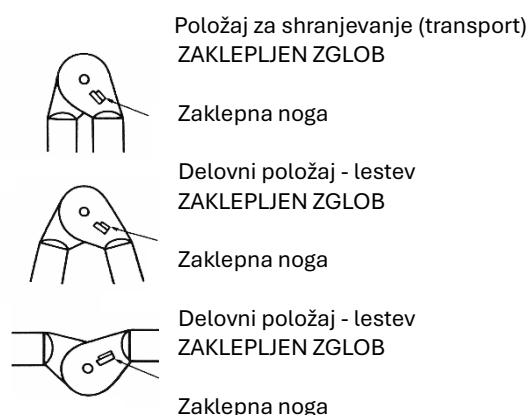 Položaj za shranjevanje (transport)
ZAKLEPLJEN ZGLOB
Zaklepna noga
Delovni položaj - lestev
ZAKLEPLJEN ZGLOB
Zaklepna noga
Delovni položaj - lestev
ZAKLEPLJEN ZGLOB
Zaklepna noga